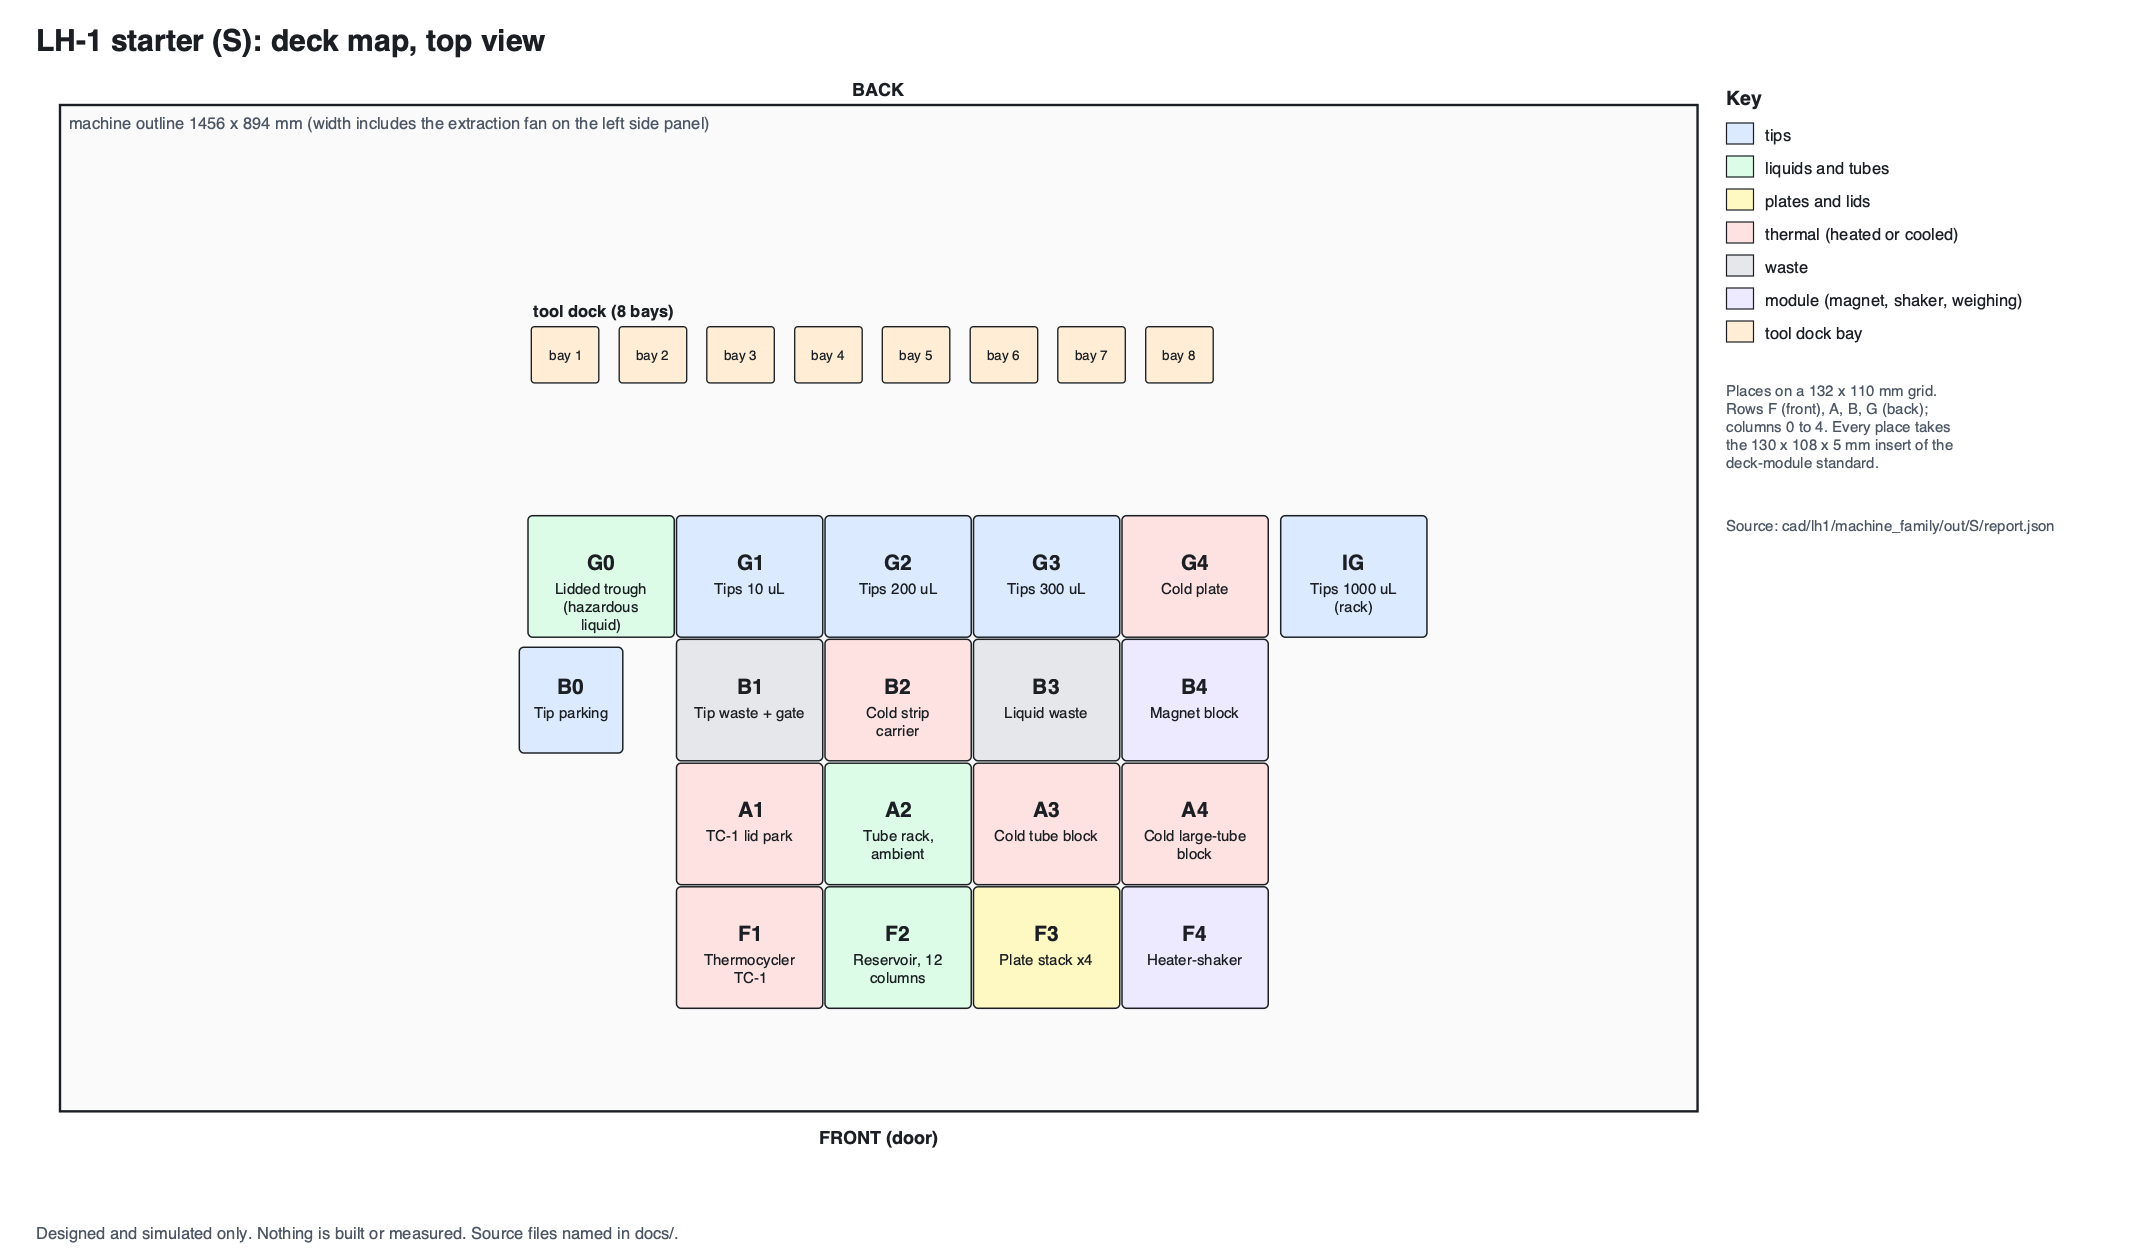 LH-1 starter (S): deck map, top view
BACK
machine outline 1456 x 894 mm (width includes the extraction fan on the left side panel)
tool dock (8 bays)
bay 1
bay 2
bay 3
bay 4
bay 5
bay 6
bay 7
bay 8
G0
Lidded trough
(hazardous
liquid)
G1
Tips 10 uL
G2
Tips 200 uL
G3
Tips 300 uL
G4
Cold plate
IG
Tips 1000 uL
(rack)
B0
Tip parking
B1
Tip waste + gate
B2
Cold strip
carrier
B3
Liquid waste
B4
Magnet block
A1
TC-1 lid park
A2
Tube rack,
ambient
A3
Cold tube block
A4
Cold large-tube
block
F1
Thermocycler
TC-1
F2
Reservoir, 12
columns
F3
Plate stack x4
F4
Heater-shaker
FRONT (door)
Key
tips
liquids and tubes
plates and lids
thermal (heated or cooled)
waste
module (magnet, shaker, weighing)
tool dock bay
Places on a 132 x 110 mm grid.
Rows F (front), A, B, G (back);
columns 0 to 4. Every place takes
the 130 x 108 x 5 mm insert of the
deck-module standard.
Source: cad/lh1/machine_family/out/S/report.json
Designed and simulated only. Nothing is built or measured. Source files named in docs/.